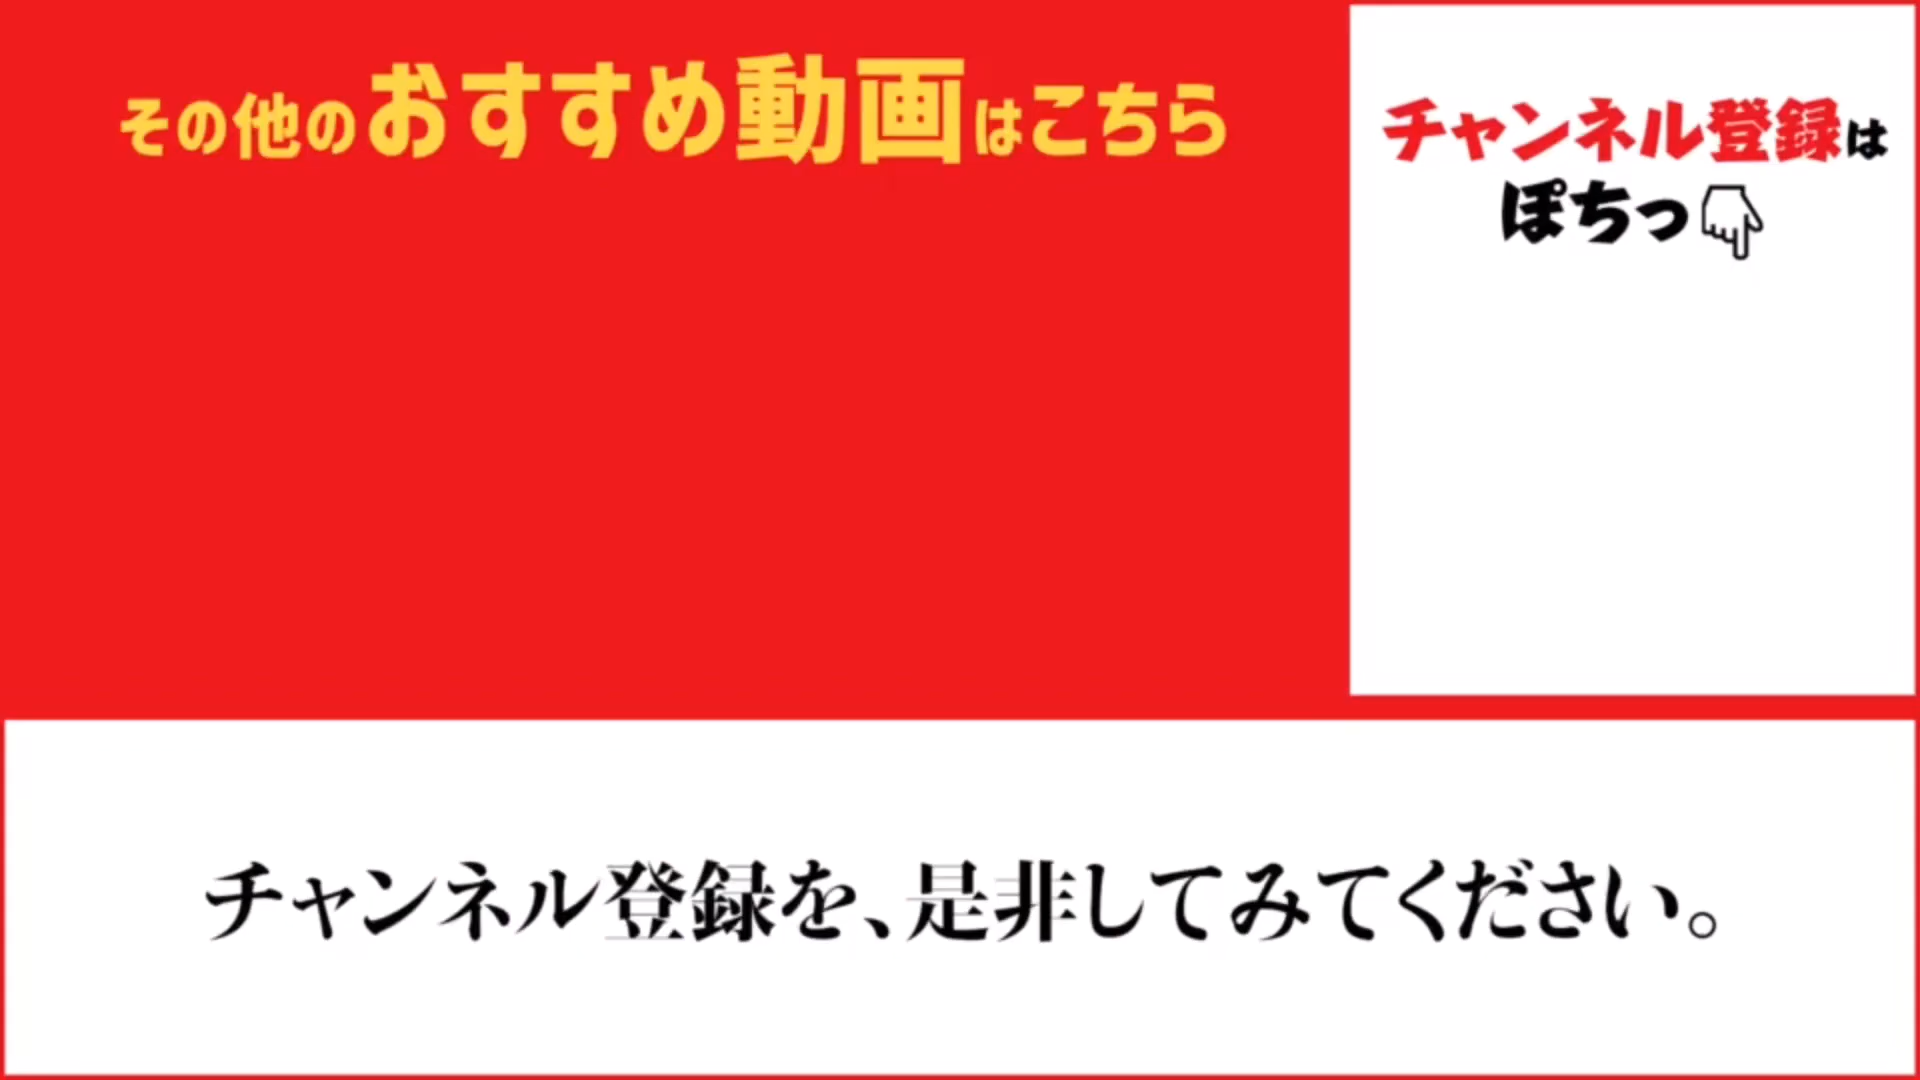 その他のおすすめ動画はこちら
チャンネル登録は
ぽちっ👇
チャンネル登録を、是非してみてください。